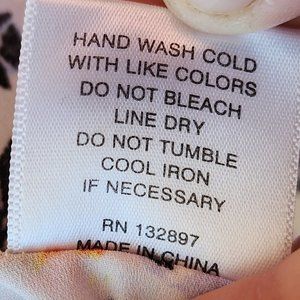 HAND WASH COLD
WITH LIKE COLORS
DO NOT BLEACH
LINE DRY
DO NOT TUMBLE
COOL IRON
IF NECESSARY
RN 132897
MADE IN CHINA